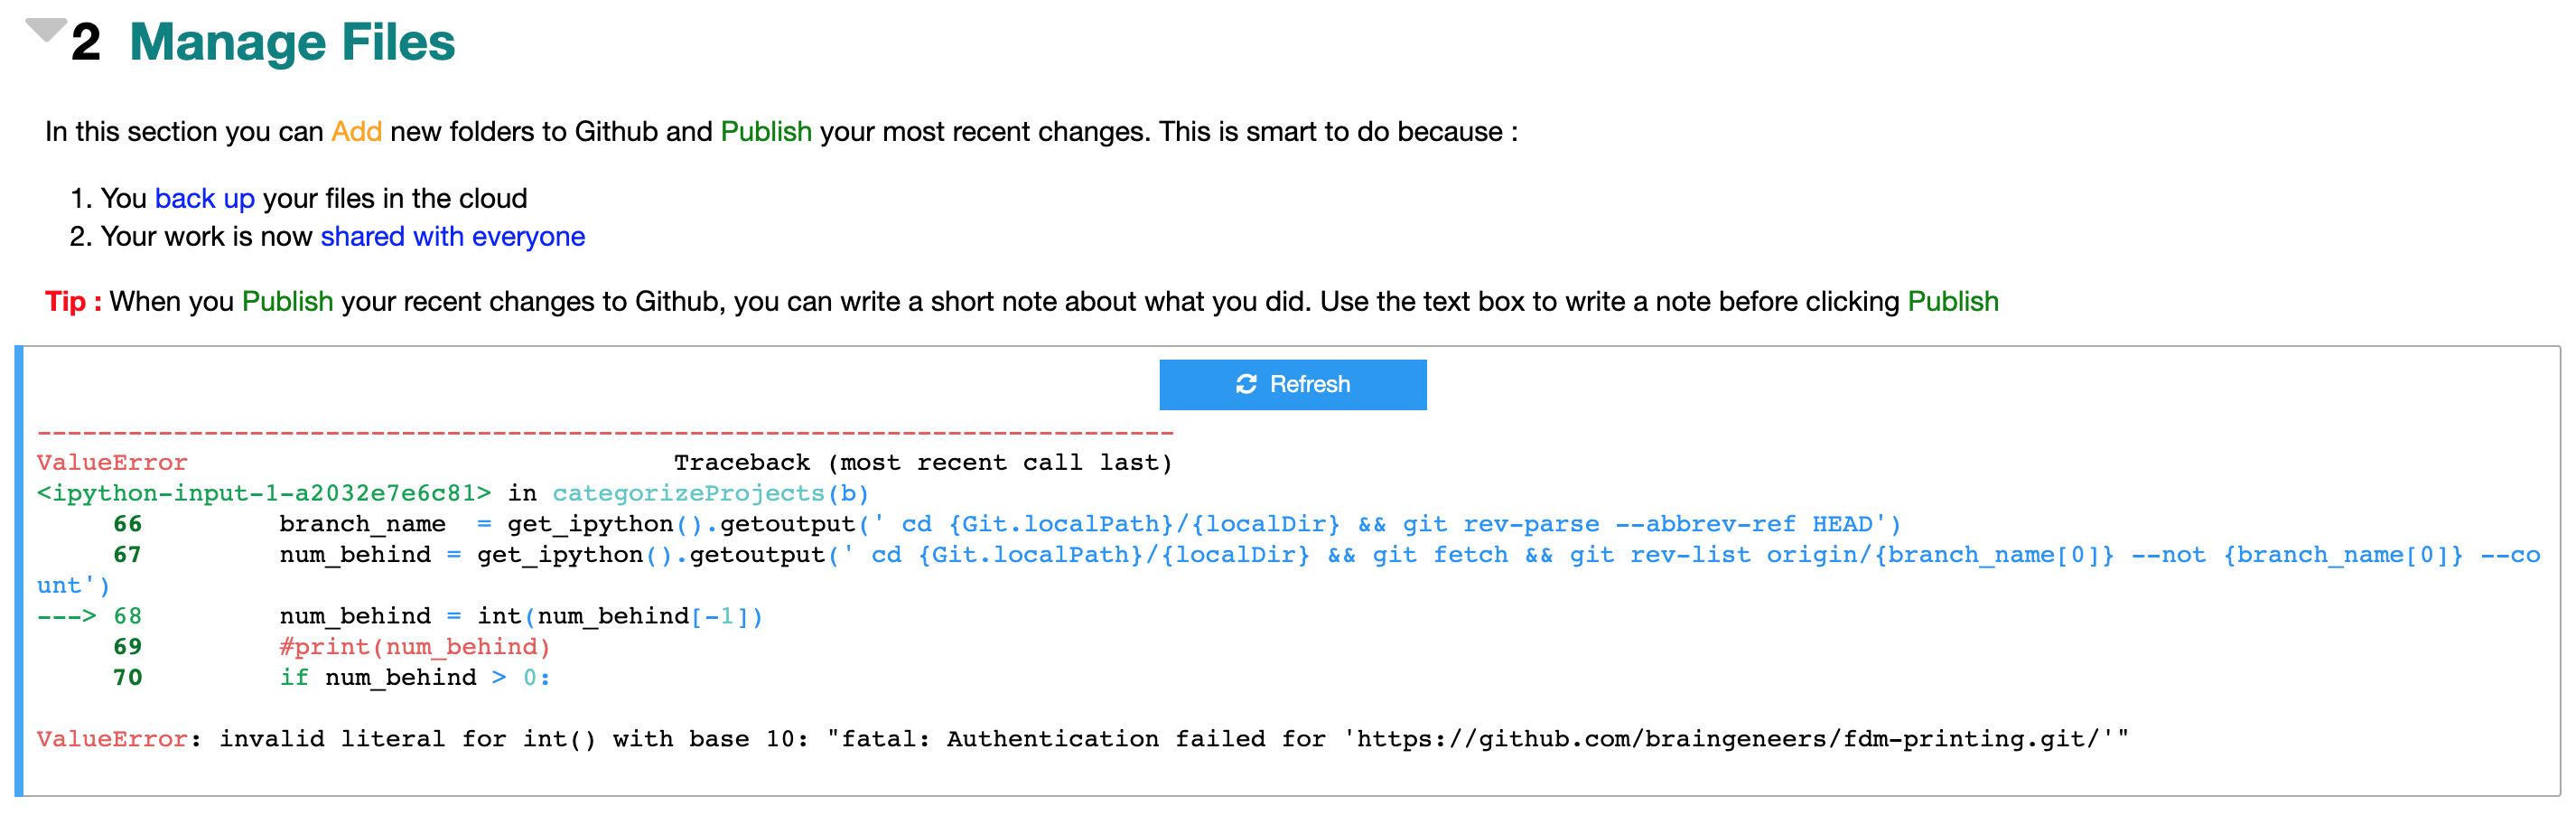 2 Manage Files
In this section you can Add new folders to Github and Publish your most recent changes. This is smart to do because :
1. You back up your files in the cloud
2. Your work is now shared with everyone
Tip : When you Publish your recent changes to Github, you can write a short note about what you did. Use the text box to write a note before clicking Publish
Refresh
---------------------------------------------------------------------------
ValueError                                Traceback (most recent call last)
<ipython-input-1-a2032e7e6c81> in categorizeProjects(b)
     66         branch_name  = get_ipython().getoutput(' cd {Git.localPath}/{localDir} && git rev-parse --abbrev-ref HEAD')
     67         num_behind = get_ipython().getoutput(' cd {Git.localPath}/{localDir} && git fetch && git rev-list origin/{branch_name[0]} --not {branch_name[0]} --co
unt')
---> 68         num_behind = int(num_behind[-1])
     69         #print(num_behind)
     70         if num_behind > 0:
ValueError: invalid literal for int() with base 10: "fatal: Authentication failed for 'https://github.com/braingeneers/fdm-printing.git/'"